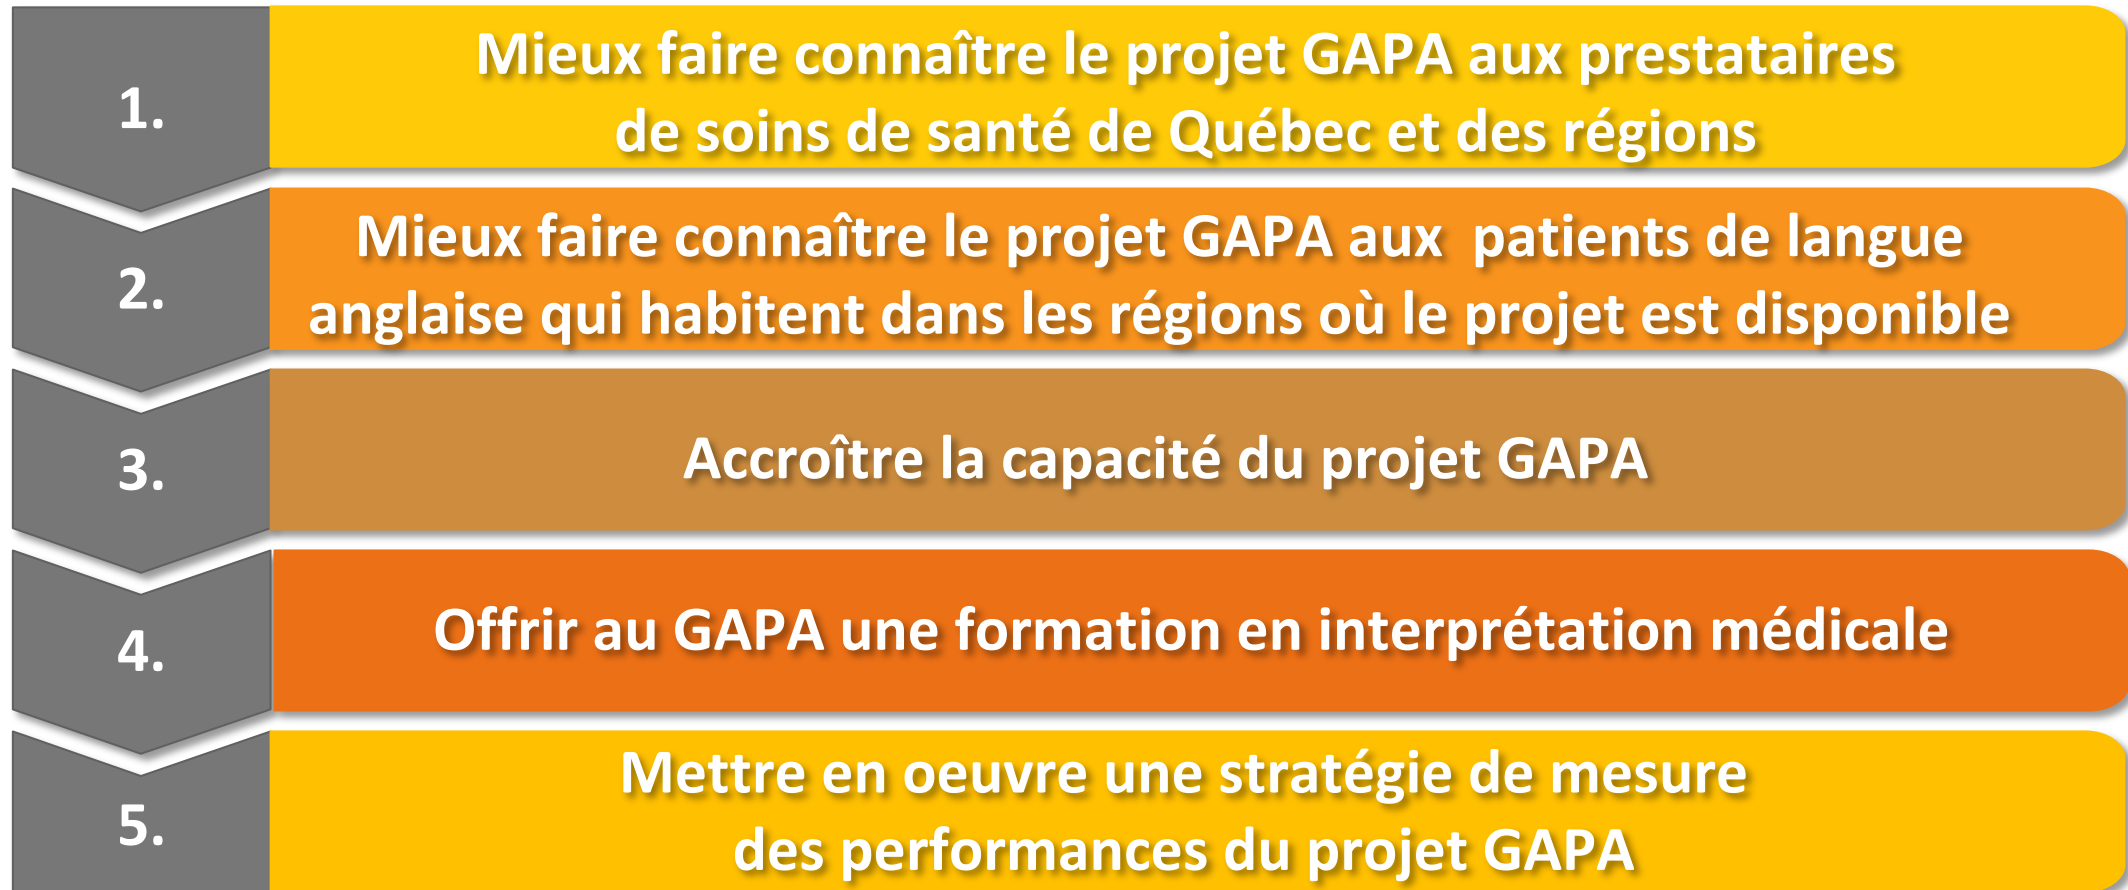 1.
Mieux faire connaître le projet GAPA aux prestataires
de soins de santé de Québec et des régions
2.
Mieux faire connaître le projet GAPA aux  patients de langue
anglaise qui habitent dans les régions où le projet est disponible
3.
Accroître la capacité du projet GAPA
4.
Offrir au GAPA une formation en interprétation médicale
5.
Mettre en oeuvre une stratégie de mesure
des performances du projet GAPA